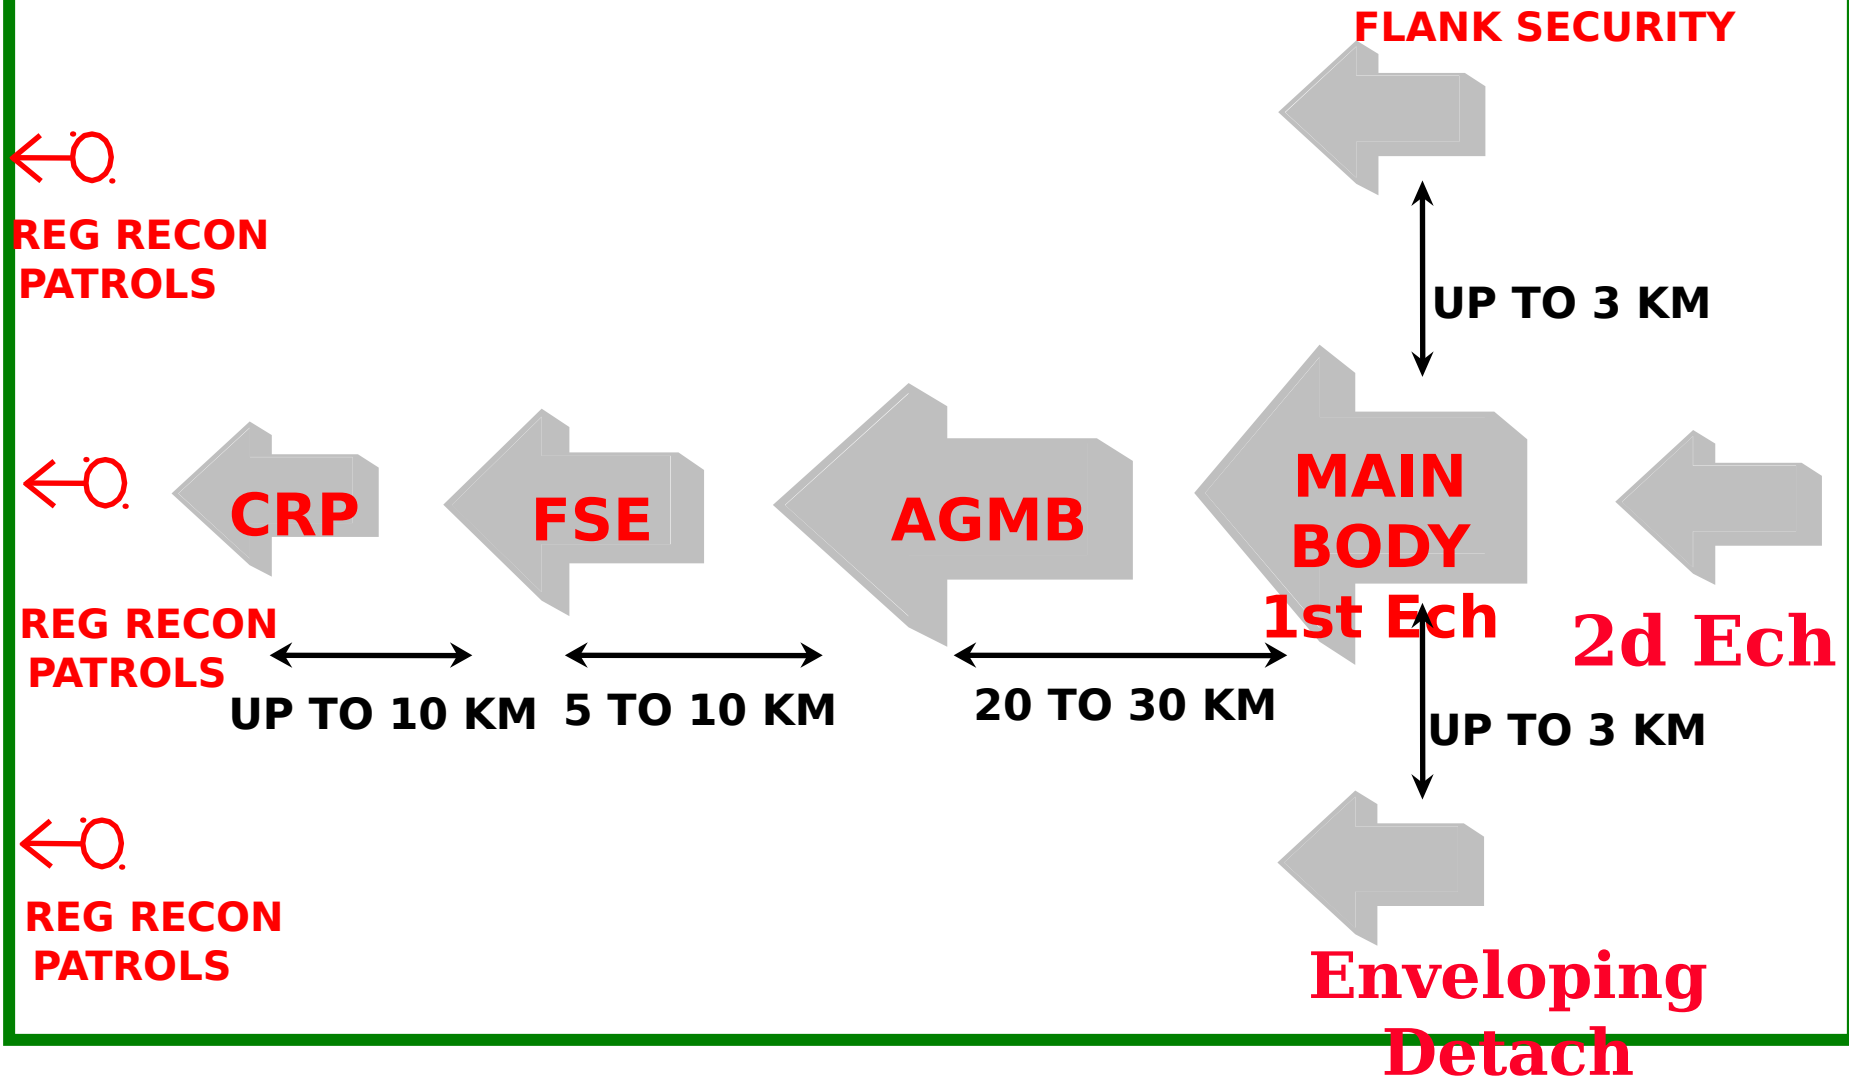 FLANK SECURITY
REG RECON
PATROLS
UP TO 3 KM
CRP
FSE
AGMB
MAIN
BODY
1st Ech
2d Ech
REG RECON
PATROLS
UP TO 10 KM
5 TO 10 KM
20 TO 30 KM
UP TO 3 KM
REG RECON
PATROLS
Enveloping
Detach